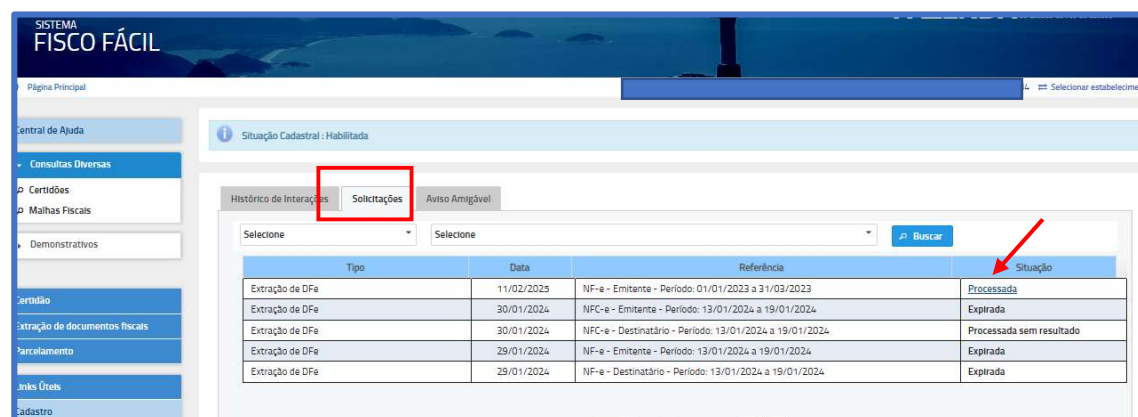 SISTEMA
FISCO FÁCIL
Página Principal
Selecionar estabelecime
Central de Ajuda
Situação Cadastral : Habilitada
Consultas Diversas
Certidões
Malhas Fiscais
Demonstrativos
Certidão
Extração de documentos fiscais
Parcelamento
Links Úteis
Cadastro
Histórico de Interações Solicitações Aviso Amigável
Selecione Selecione Buscar
Tipo Data Referência Situação
Extração de DFe 11/02/2025 NF-e - Emitente - Período: 01/01/2023 a 31/03/2023 Processada
Extração de DFe 30/01/2024 NFC-e - Emitente - Período: 13/01/2024 a 19/01/2024 Expirada
Extração de DFe 30/01/2024 NFC-e - Destinatário - Período: 13/01/2024 a 19/01/2024 Processada sem resultado
Extração de DFe 29/01/2024 NF-e - Emitente - Período: 13/01/2024 a 19/01/2024 Expirada
Extração de DFe 29/01/2024 NF-e - Destinatário - Período: 13/01/2024 a 19/01/2024 Expirada